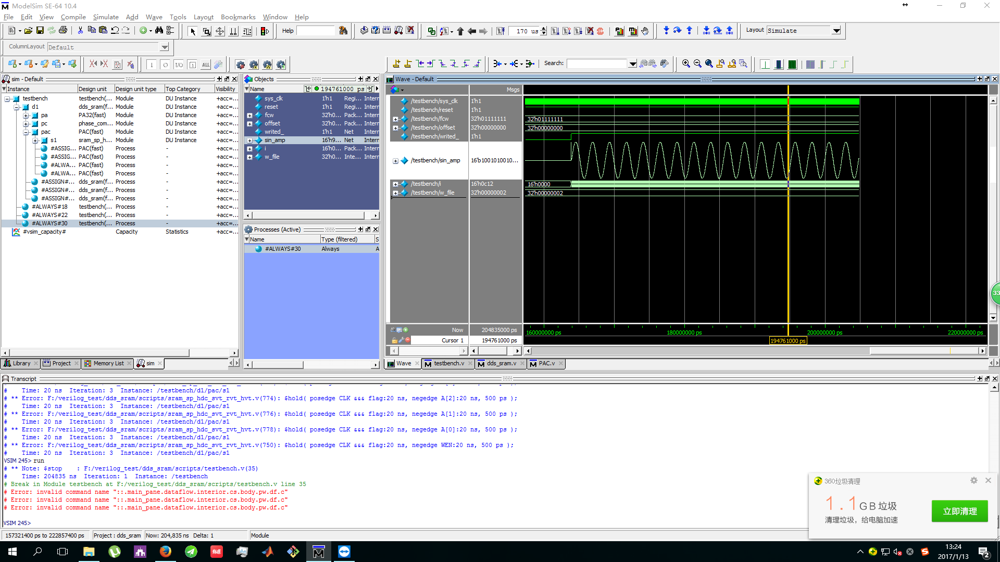 ModelSim SE-64 10.4
File Edit View Compile Simulate Add Wave Tools Layout Bookmarks Window Help
Help 170 us Layout Simulate
ColumnLayout Default
Search:
sim - Default
Instance Design unit Design unit type Top Category Visibility
testbench testbench(... Module DU Instance +acc=...
d1 dds_sram(f... Module DU Instance +acc=...
pa PA32(fast) Module DU Instance +acc=...
pc phase_com... Module DU Instance +acc=...
pac PAC(fast) Module DU Instance +acc=...
s1 sram_sp_h... Module DU Instance +acc=...
#ASSIG... PAC(fast) Process - +acc=...
#ASSIG... PAC(fast) Process - +acc=...
#ALWA... PAC(fast) Process - +acc=...
#ALWA... PAC(fast) Process - +acc=...
#ASSIGN#... dds_sram(f... Process - +acc=...
#ASSIGN#... dds_sram(f... Process - +acc=...
#ASSIGN#... dds_sram(f... Process - +acc=...
#ALWAYS#18 testbench(... Process - +acc=...
#ALWAYS#22 testbench(... Process - +acc=...
#ALWAYS#30 testbench(... Process - +acc=...
#vsim_capacity# Capacity Statistics +acc=...
Library Project Memory List sim
Objects
Name 194761000 ps
sys_clk 1'h1 Regi... Intern
reset 1'h1 Regi... Intern
fcw 32'h0... Pack... Intern
offset 32'h0... Pack... Intern
writed_ 1'h1 Net Intern
sin_amp 16'h9... Net Intern
i 16'h0... Pack... Intern
w_file 32'h0... Inte... Intern
Processes (Active)
Name Type (filtered) S
#ALWAYS#30 Always A
Wave - Default
Msgs
/testbench/sys_clk 1'h1
/testbench/reset 1'h1
/testbench/fcw 32'h01111111 32'h01111111
/testbench/offset 32'h00000000 32'h00000000
/testbench/writed_ 1'h1
/testbench/sin_amp 16'b1001010010...
/testbench/i 16'h0c12 16'h0000
/testbench/w_file 32'h00000002 32'h00000002
Now 204835000 ps 160000000 ps 180000000 ps 200000000 ps 220000000 ps
Cursor 1 194761000 ps 194761000 ps
Wave testbench.v dds_sram.v PAC.v
33
Transcript
# Time: 20 ns Iteration: 3 Instance: /testbench/d1/pac/s1
# ** Error: F:/verilog_test/dds_sram/scripts/sram_sp_hdc_svt_rvt_hvt.v(774): $hold( posedge CLK &&& flag:20 ns, negedge A[2]:20 ns, 500 ps );
# Time: 20 ns Iteration: 3 Instance: /testbench/d1/pac/s1
# ** Error: F:/verilog_test/dds_sram/scripts/sram_sp_hdc_svt_rvt_hvt.v(776): $hold( posedge CLK &&& flag:20 ns, negedge A[1]:20 ns, 500 ps );
# Time: 20 ns Iteration: 3 Instance: /testbench/d1/pac/s1
# ** Error: F:/verilog_test/dds_sram/scripts/sram_sp_hdc_svt_rvt_hvt.v(778): $hold( posedge CLK &&& flag:20 ns, negedge A[0]:20 ns, 500 ps );
# Time: 20 ns Iteration: 3 Instance: /testbench/d1/pac/s1
# ** Error: F:/verilog_test/dds_sram/scripts/sram_sp_hdc_svt_rvt_hvt.v(750): $hold( posedge CLK &&& flag:20 ns, negedge WEN:20 ns, 500 ps );
# Time: 20 ns Iteration: 3 Instance: /testbench/d1/pac/s1
VSIM 245> run
# ** Note: $stop : F:/verilog_test/dds_sram/scripts/testbench.v(35)
# Time: 204835 ns Iteration: 1 Instance: /testbench
# Break in Module testbench at F:/verilog_test/dds_sram/scripts/testbench.v line 35
# Error: invalid command name "::.main_pane.dataflow.interior.cs.body.pw.df.c"
# Error: invalid command name "::.main_pane.dataflow.interior.cs.body.pw.df.c"
# Error: invalid command name "::.main_pane.dataflow.interior.cs.body.pw.df.c"
VSIM 245>
360垃圾清理
1.1GB垃圾
清理垃圾，给电脑加速
立即清理
157321400 ps to 222857400 ps Project : dds_sram Now: 204,835 ns Delta: 1 Module
13:24
2017/1/13
2